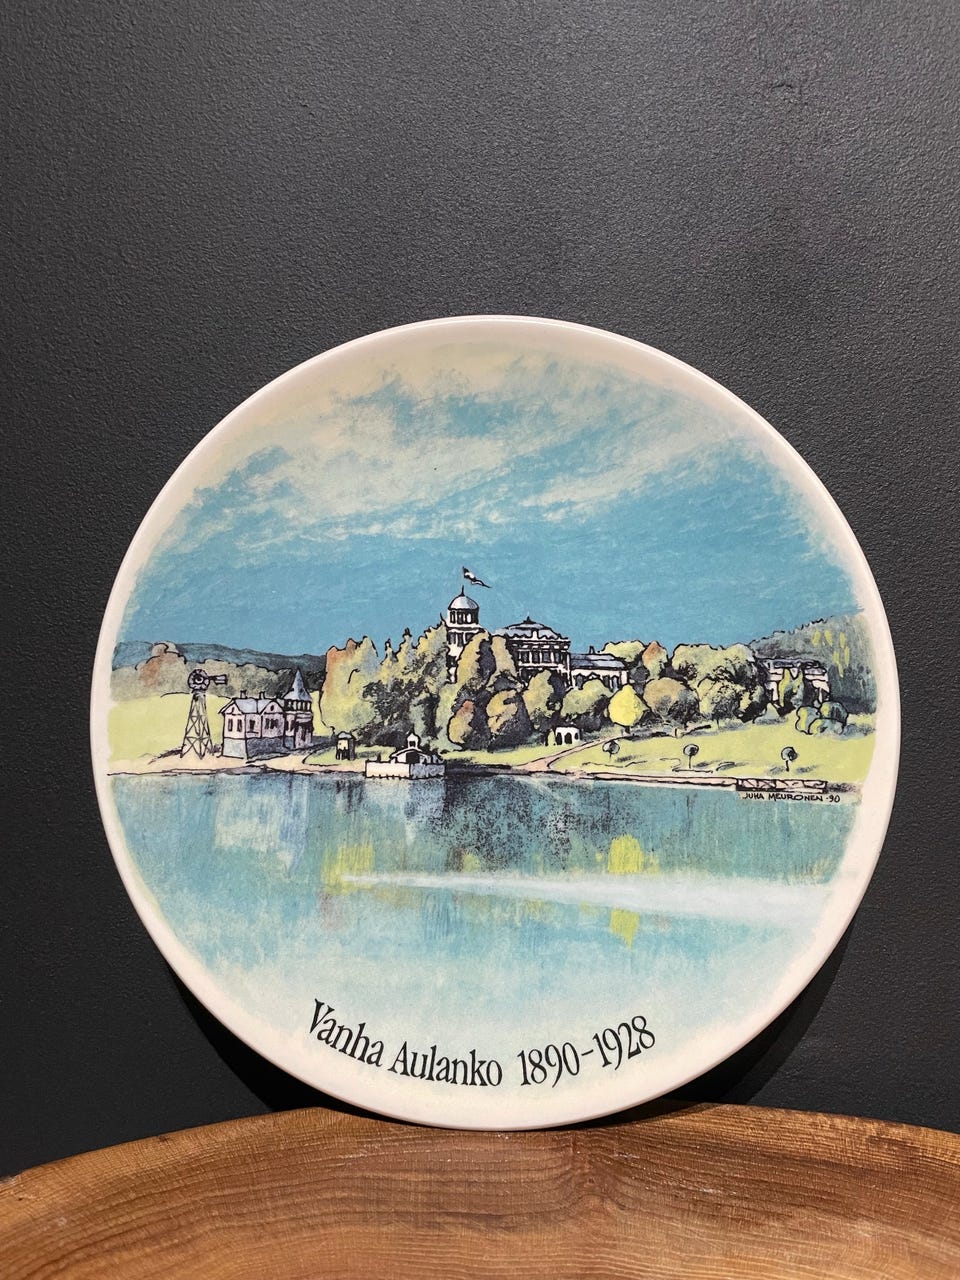 JUHA MEURONEN -90
Vanha Aulanko 1890-1928